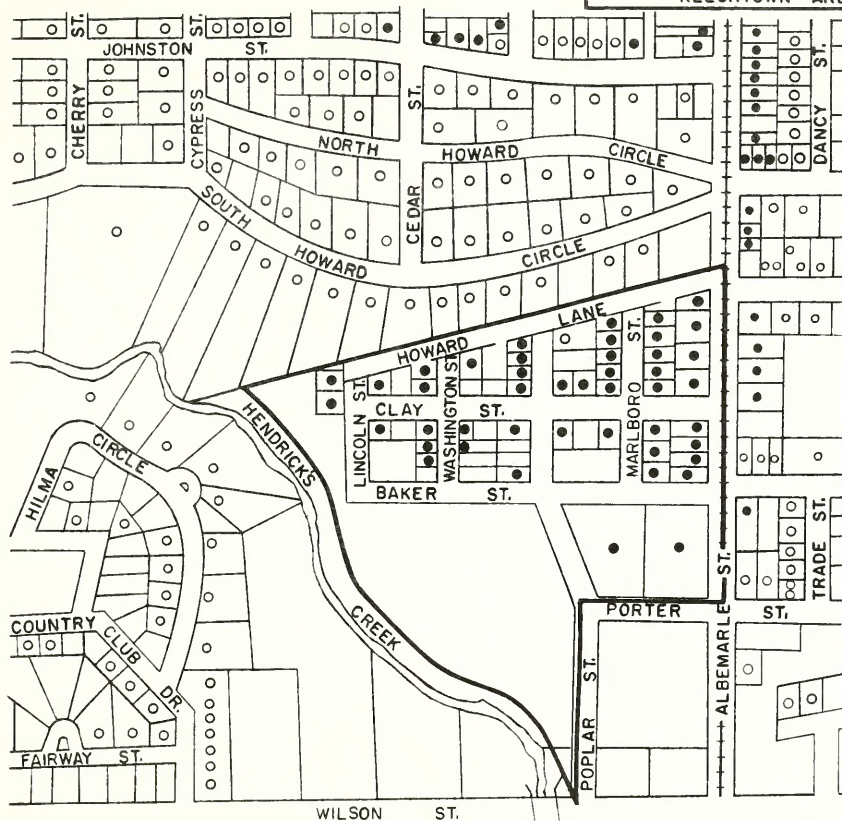 JOHNSTON ST.
ST.
ST.
ST.
CHERRY
CYPRESS
DANCY ST.
NORTH HOWARD CIRCLE
CEDAR
SOUTH HOWARD CIRCLE
HOWARD LANE
HENDRICKS CREEK
LINCOLN ST.
CLAY ST.
WASHINGTON ST.
MARLBORO ST.
BAKER ST.
HILMA CIRCLE
ALBEMARLE ST.
TRADE ST.
PORTER ST.
COUNTRY CLUB DR.
POPLAR ST.
FAIRWAY ST.
WILSON ST.